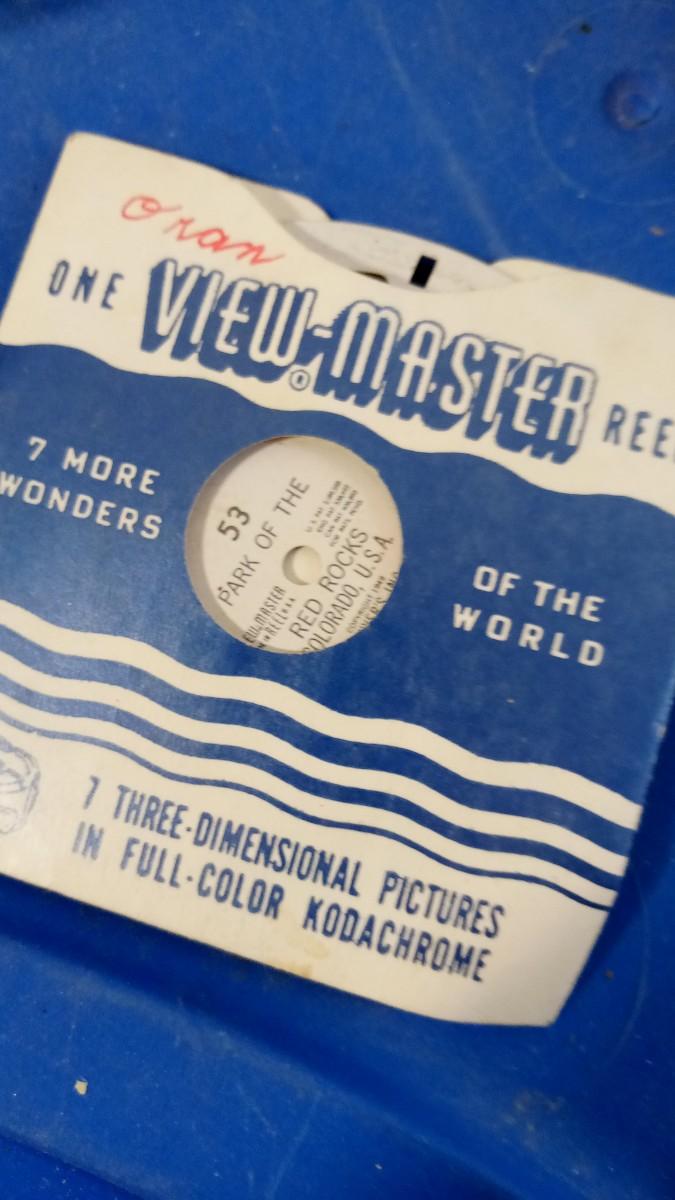 Oran
ONE VIEW-MASTER® REE
7 MORE
WONDERS
53
PARK OF THE
RED ROCKS
COLORADO, U.S.A.
OF THE
WORLD
7 THREE-DIMENSIONAL PICTURES
IN FULL-COLOR KODACHROME